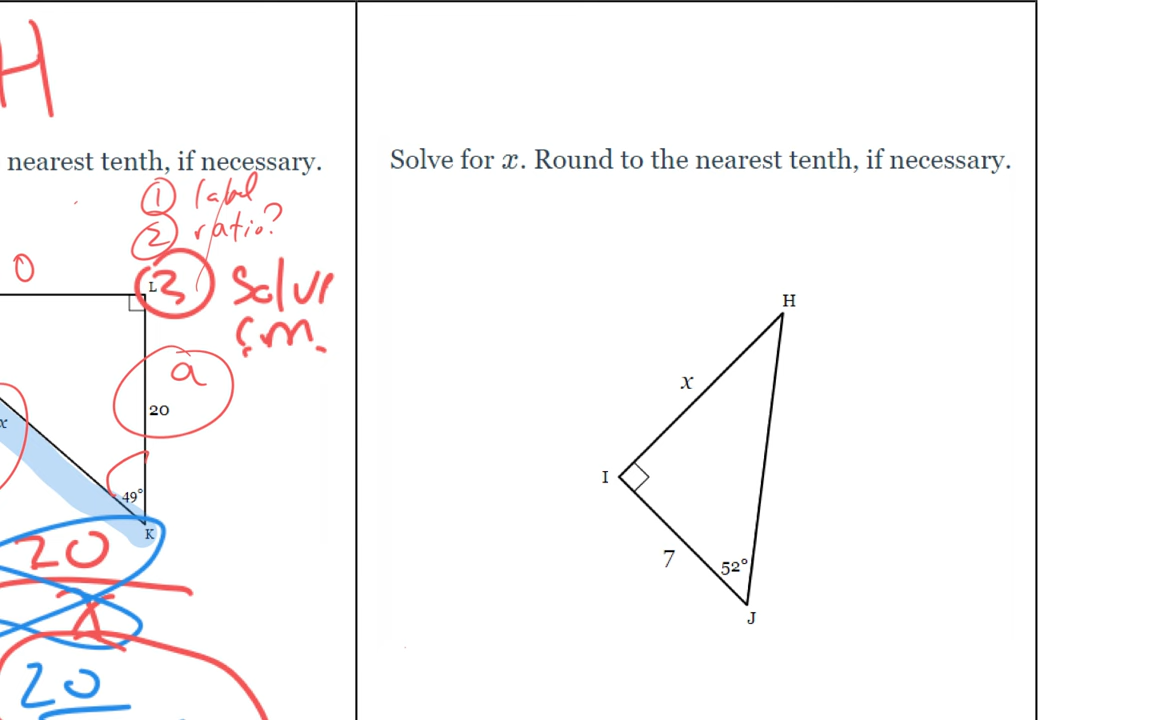 H
nearest tenth, if necessary.
① label
② ratio?
③ Solve
O
L
a
20
x
49°
K
20
x
20
Solve for x. Round to the nearest tenth, if necessary.
H
x
I
7
52°
J